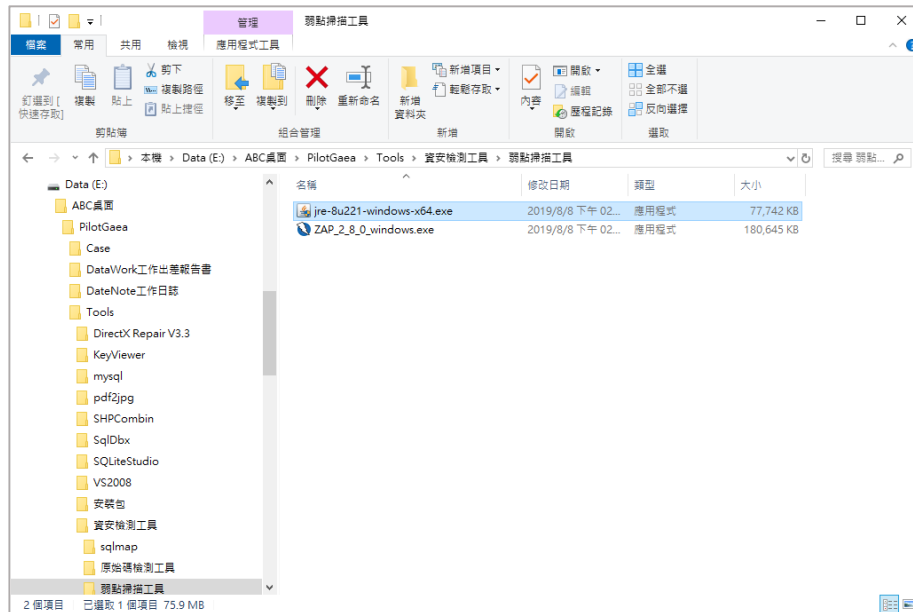 管理
弱點掃描工具
檔案 常用 共用 檢視 應用程式工具
釘選到 [快速存取]
複製
貼上
剪下
複製路徑
貼上捷徑
剪貼簿
移至
複製到
刪除
重新命名
組合管理
新增資料夾
新增項目
輕鬆存取
新增
內容
開啟
編輯
歷程記錄
開啟
全選
全部不選
反向選擇
選取
本機 › Data (E:) › ABC桌面 › PilotGaea › Tools › 資安檢測工具 › 弱點掃描工具
搜尋 弱點...
Data (E:)
ABC桌面
PilotGaea
Case
DataWork工作出差報告書
DateNote工作日誌
Tools
DirectX Repair V3.3
KeyViewer
mysql
pdf2jpg
SHPCombin
SqlDbx
SQLiteStudio
VS2008
安裝包
資安檢測工具
sqlmap
原始碼檢測工具
弱點掃描工具
名稱 修改日期 類型 大小
jre-8u221-windows-x64.exe 2019/8/8 下午 02... 應用程式 77,742 KB
ZAP_2_8_0_windows.exe 2019/8/8 下午 02... 應用程式 180,645 KB
2 個項目 已選取 1 個項目 75.9 MB